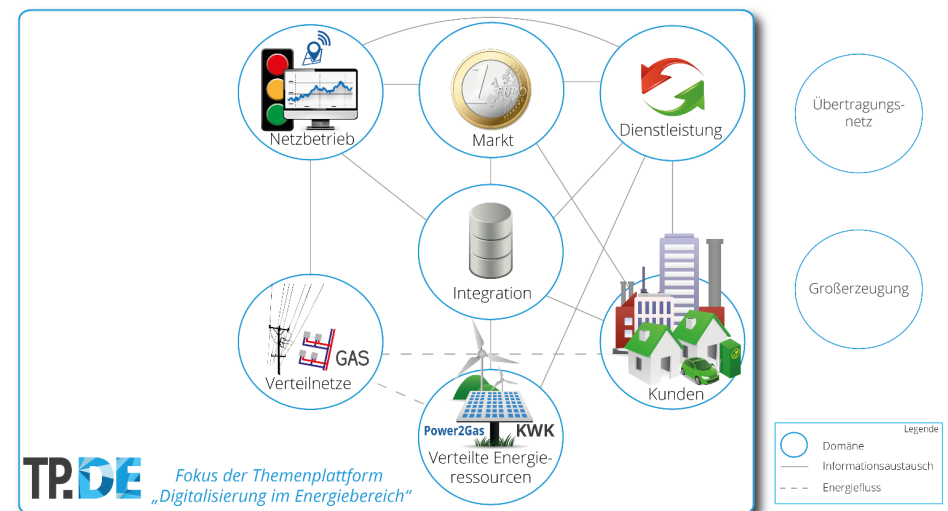 Netzbetrieb
1
EURO
Markt
Dienstleistung
Übertragungs-
netz
Integration
Großerzeugung
GAS
Verteilnetze
Kunden
Power2Gas
KWK
Verteilte Energie-
ressourcen
TP.DE
Fokus der Themenplattform
„Digitalisierung im Energiebereich“
Legende
Domäne
Informationsaustausch
Energiefluss